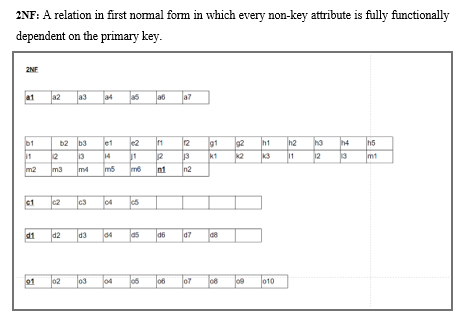 2NF: A relation in first normal form in which every non-key attribute is fully functionally
dependent on the primary key.
2NF
a1 a2 a3 a4 a5 a6 a7
b1 b2 b3 e1 e2 f1 f2 g1 g2 h1 h2 h3 h4 h5
i1 i2 i3 i4 j1 j2 j3 k1 k2 k3 l1 l2 l3 m1
m2 m3 m4 m5 m6 n1 n2
c1 c2 c3 c4 c5
d1 d2 d3 d4 d5 d6 d7 d8
o1 o2 o3 o4 o5 o6 o7 o8 o9 o10